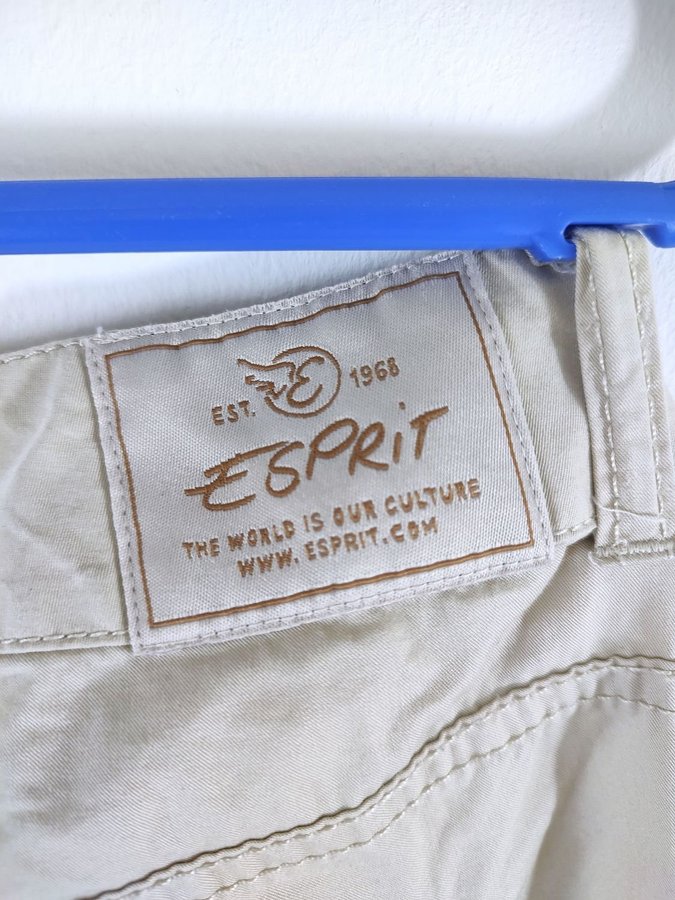 EST. E 1968
ESPRIT
THE WORLD IS OUR CULTURE
WWW. ESPRIT.COM